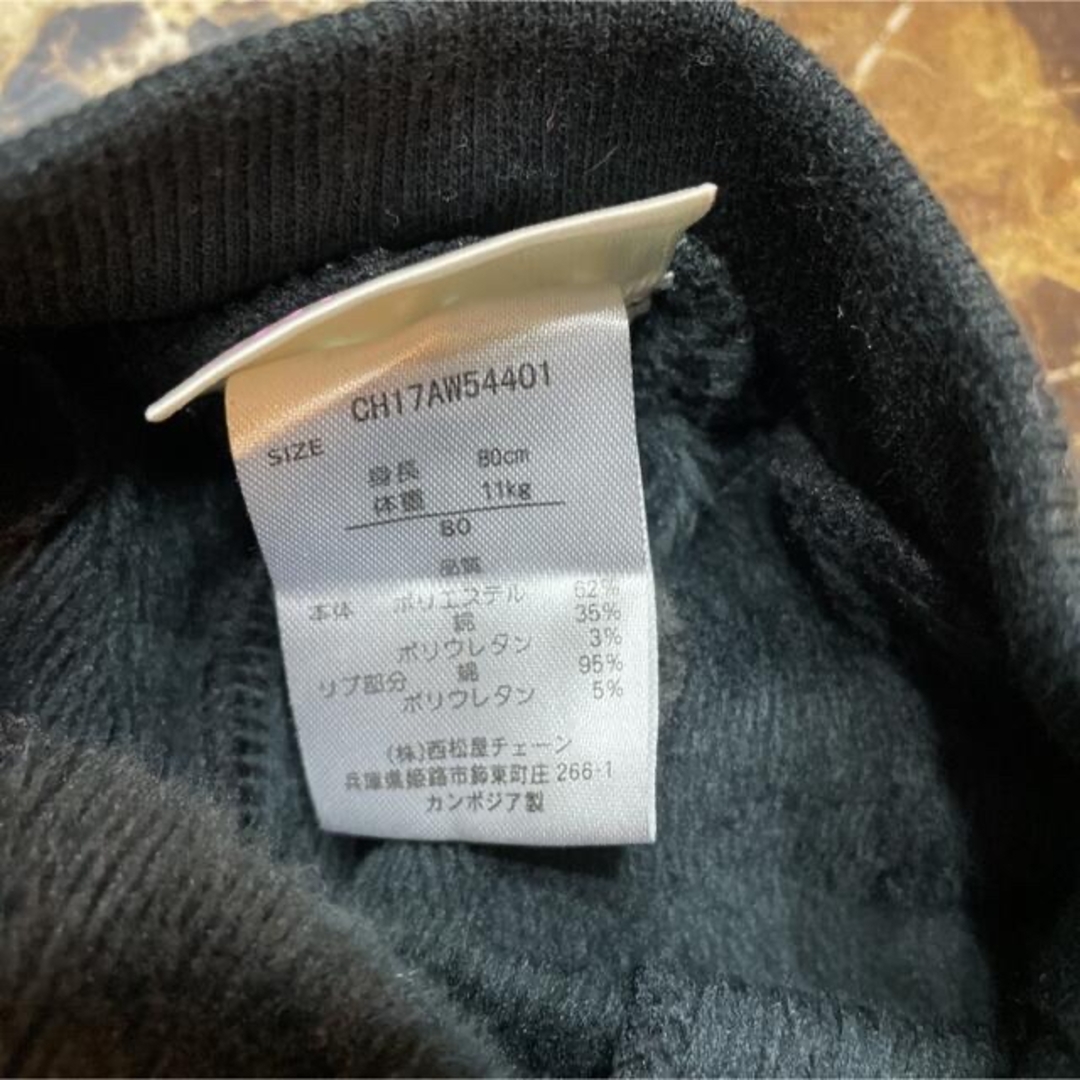 CH17AW54401
SIZE
身長 80cm
体重 11kg
80
品質
本体 ポリエステル 62%
綿 35%
ポリウレタン 3%
リブ部分 綿 95%
ポリウレタン 5%
(株)西松屋チェーン
兵庫県姫路市飾東町庄266-1
カンボジア製